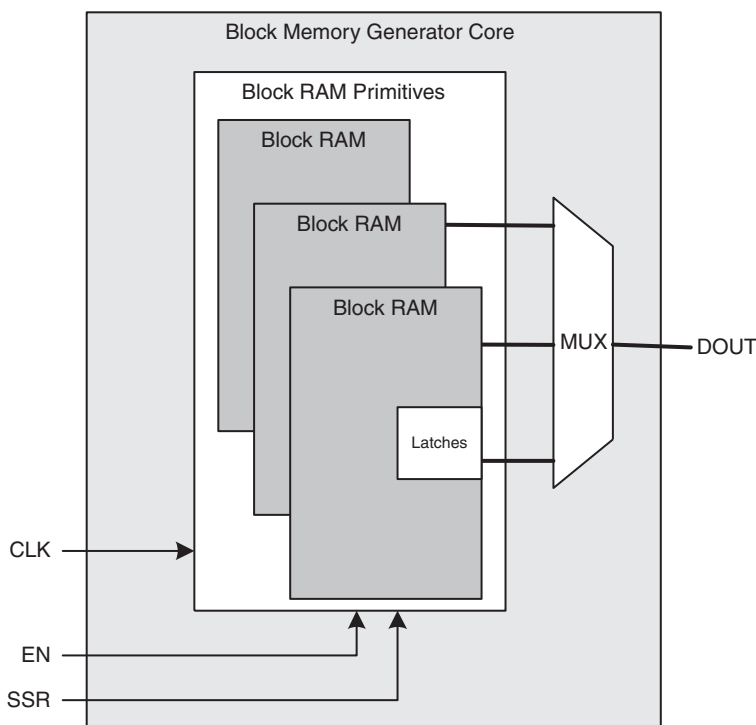 Block Memory Generator Core
Block RAM Primitives
Block RAM
Block RAM
Block RAM
MUX
DOUT
Latches
CLK
EN
SSR